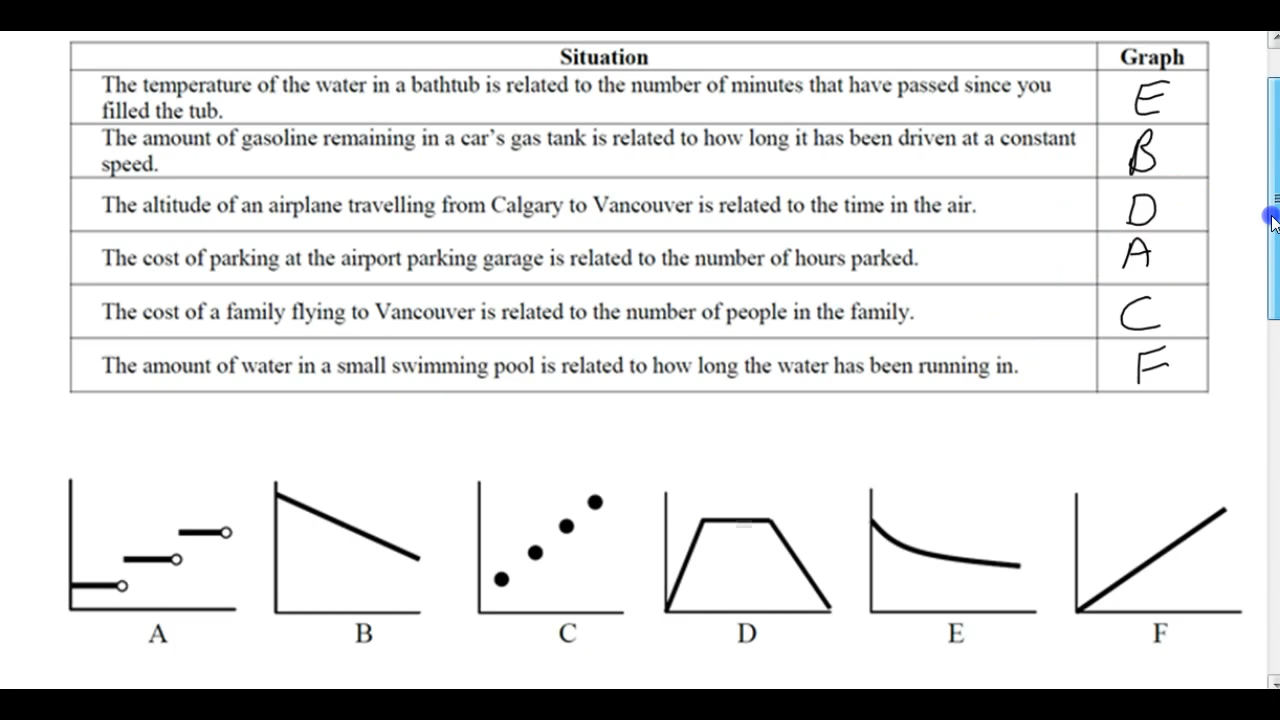 Situation Graph
The temperature of the water in a bathtub is related to the number of minutes that have passed since you
filled the tub.
E
The amount of gasoline remaining in a car's gas tank is related to how long it has been driven at a constant
speed.
B
The altitude of an airplane travelling from Calgary to Vancouver is related to the time in the air.
D
The cost of parking at the airport parking garage is related to the number of hours parked.
A
The cost of a family flying to Vancouver is related to the number of people in the family.
C
The amount of water in a small swimming pool is related to how long the water has been running in.
F
A B C D E F